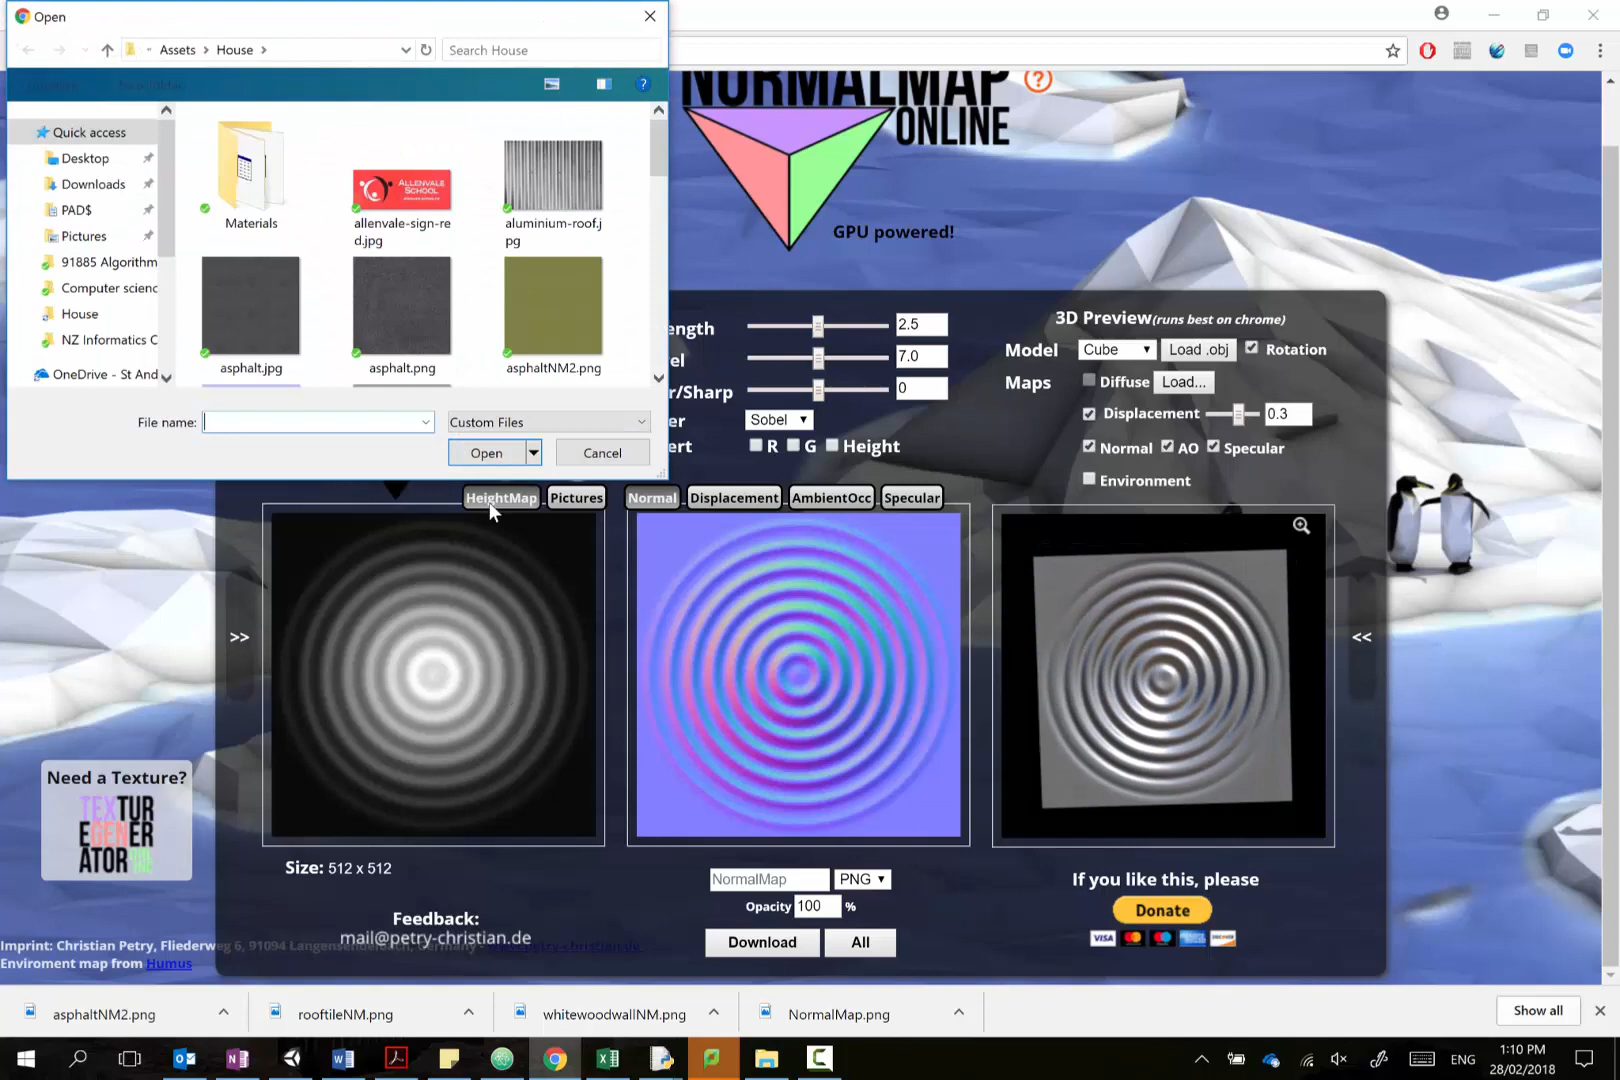 Open
Assets > House >
Search House
Quick access
Desktop
Downloads
PAD$
Pictures
91885 Algorithm
Computer scienc
House
NZ Informatics C
OneDrive - St And
Materials
ALLENVALE
SCHOOL
allenvale-sign-re
d.jpg
aluminium-roof.j
pg
asphalt.jpg
asphalt.png
asphaltNM2.png
File name:
Custom Files
Open
Cancel
NORMALMAP
ONLINE
GPU powered!
ength
2.5
el
7.0
r/Sharp
0
er
Sobel
ert
R G Height
3D Preview(runs best on chrome)
Model
Cube
Load .obj
Rotation
Maps
Diffuse
Load...
Displacement
0.3
Normal AO Specular
Environment
HeightMap
Pictures
Normal
Displacement
AmbientOcc
Specular
>>
<<
Need a Texture?
TEXTUR
EGENER
ATOR
Size: 512 x 512
Feedback:
mail@petry-christian.de
NormalMap
PNG
Opacity 100 %
Download
All
If you like this, please
Donate
VISA
Imprint: Christian Petry, Fliederweg 6, 91094
Enviroment map from Humus
asphaltNM2.png
rooftileNM.png
whitewoodwallNM.png
NormalMap.png
Show all
ENG
1:10 PM
28/02/2018